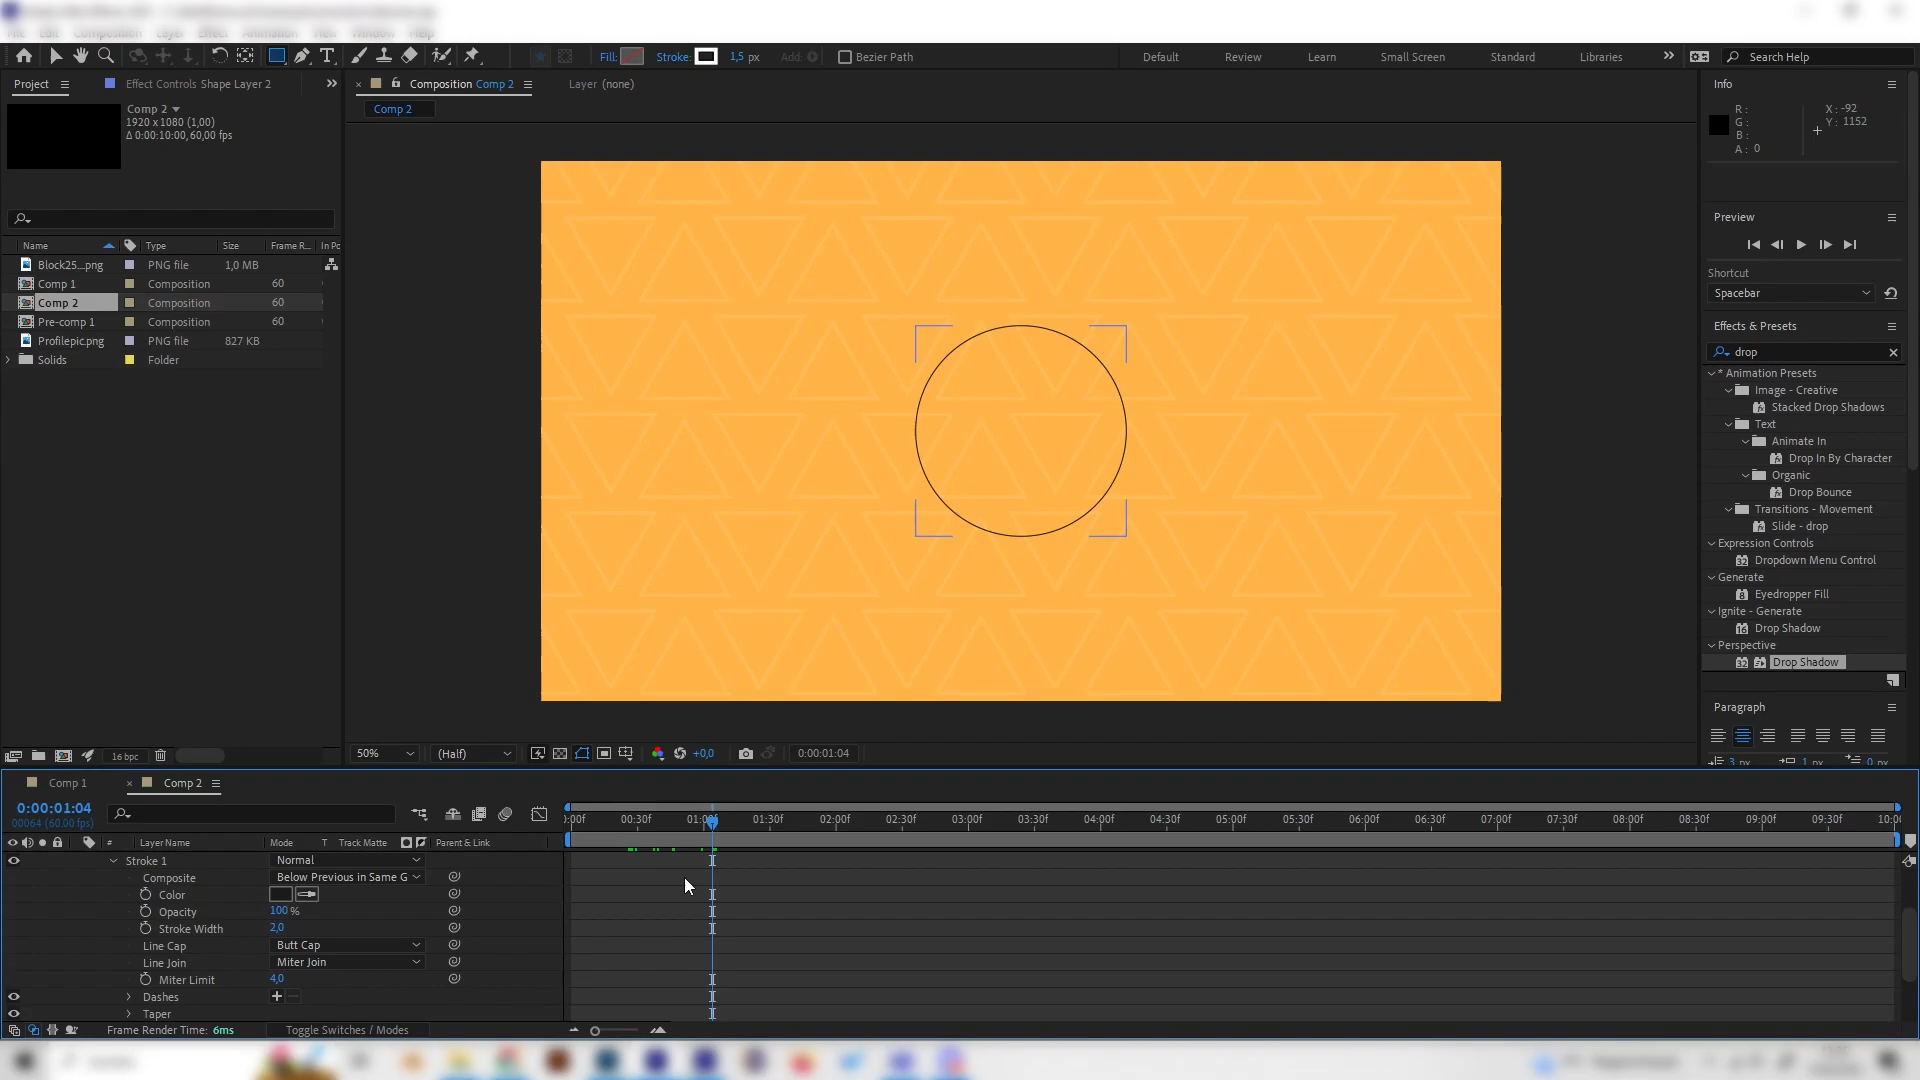 Fill:
Stroke:
1,5 px
Add:
Bezier Path
Default
Review
Learn
Small Screen
Standard
Libraries
Search Help
Project
Effect Controls Shape Layer 2
Composition Comp 2
Layer (none)
Comp 2
Comp 2
1920 x 1080 (1,00)
Δ 0:00:10:00, 60,00 fps
Name
Type
Size
Frame R...
In Po
Block25...png
PNG file
1,0 MB
Comp 1
Composition
60
Comp 2
Composition
60
Pre-comp 1
Composition
60
Profilepic.png
PNG file
827 KB
Solids
Folder
16 bpc
50%
(Half)
+0,0
0:00:01:04
Info
R :
G :
B :
A : 0
X : -92
Y : 1152
Preview
Shortcut
Spacebar
Effects & Presets
drop
* Animation Presets
Image - Creative
Stacked Drop Shadows
Text
Animate In
Drop In By Character
Organic
Drop Bounce
Transitions - Movement
Slide - drop
Expression Controls
Dropdown Menu Control
Generate
Eyedropper Fill
Ignite - Generate
Drop Shadow
Perspective
Drop Shadow
Paragraph
3 px
1 px
0 px
Comp 1
Comp 2
0:00:01:04
00064 (60.00 fps)
:00f
00:30f
01:00f
01:30f
02:00f
02:30f
03:00f
03:30f
04:00f
04:30f
05:00f
05:30f
06:00f
06:30f
07:00f
07:30f
08:00f
08:30f
09:00f
09:30f
10:00
#
Layer Name
Mode
T
Track Matte
Parent & Link
Stroke 1
Normal
Composite
Below Previous in Same G
Color
Opacity
100 %
Stroke Width
2,0
Line Cap
Butt Cap
Line Join
Miter Join
Miter Limit
4,0
Dashes
Taper
Frame Render Time: 6ms
Toggle Switches / Modes